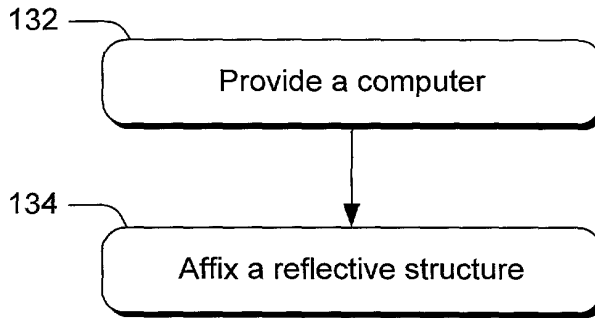 132
Provide a computer
134
Affix a reflective structure